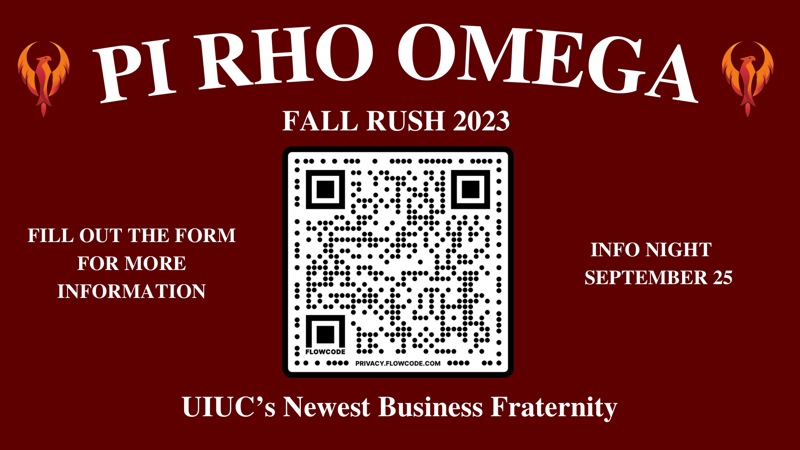 PI RHO OMEGA
FALL RUSH 2023
FILL OUT THE FORM
FOR MORE
INFORMATION
INFO NIGHT
SEPTEMBER 25
FLOWCODE
PRIVACY.FLOWCODE.COM
UIUC’s Newest Business Fraternity